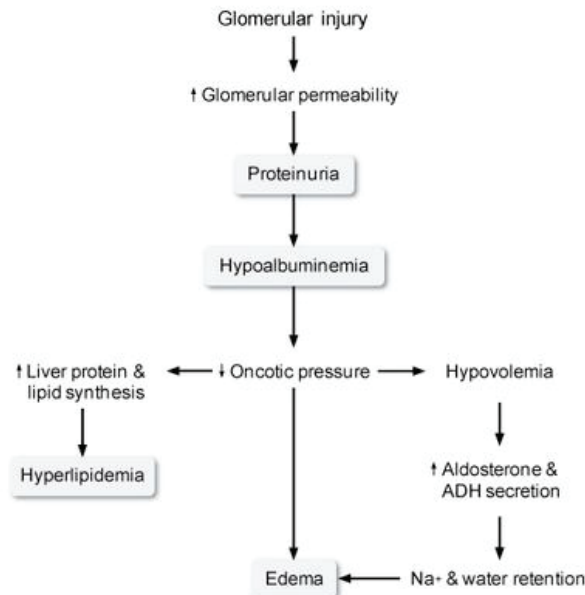 Glomerular injury
↑ Glomerular permeability
Proteinuria
Hypoalbuminemia
↑ Liver protein &
lipid synthesis
↓ Oncotic pressure
Hypovolemia
Hyperlipidemia
↑ Aldosterone &
ADH secretion
Edema
Na+ & water retention